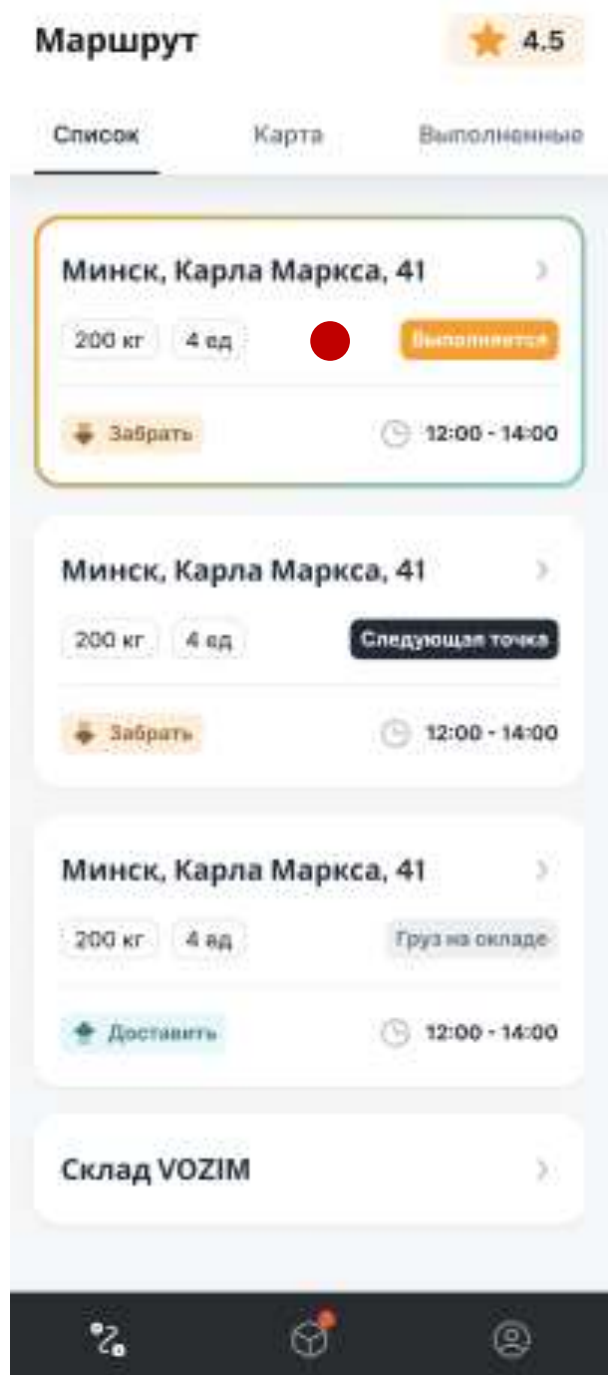 Маршрут 4.5
Список Карта Выполненные
Минск, Карла Маркса, 41
200 кг 4 ед Выполняется
Забрать 12:00 - 14:00
Минск, Карла Маркса, 41
200 кг 4 ед Следующая точка
Забрать 12:00 - 14:00
Минск, Карла Маркса, 41
200 кг 4 ед Груз на складе
Доставить 12:00 - 14:00
Склад VOZIM